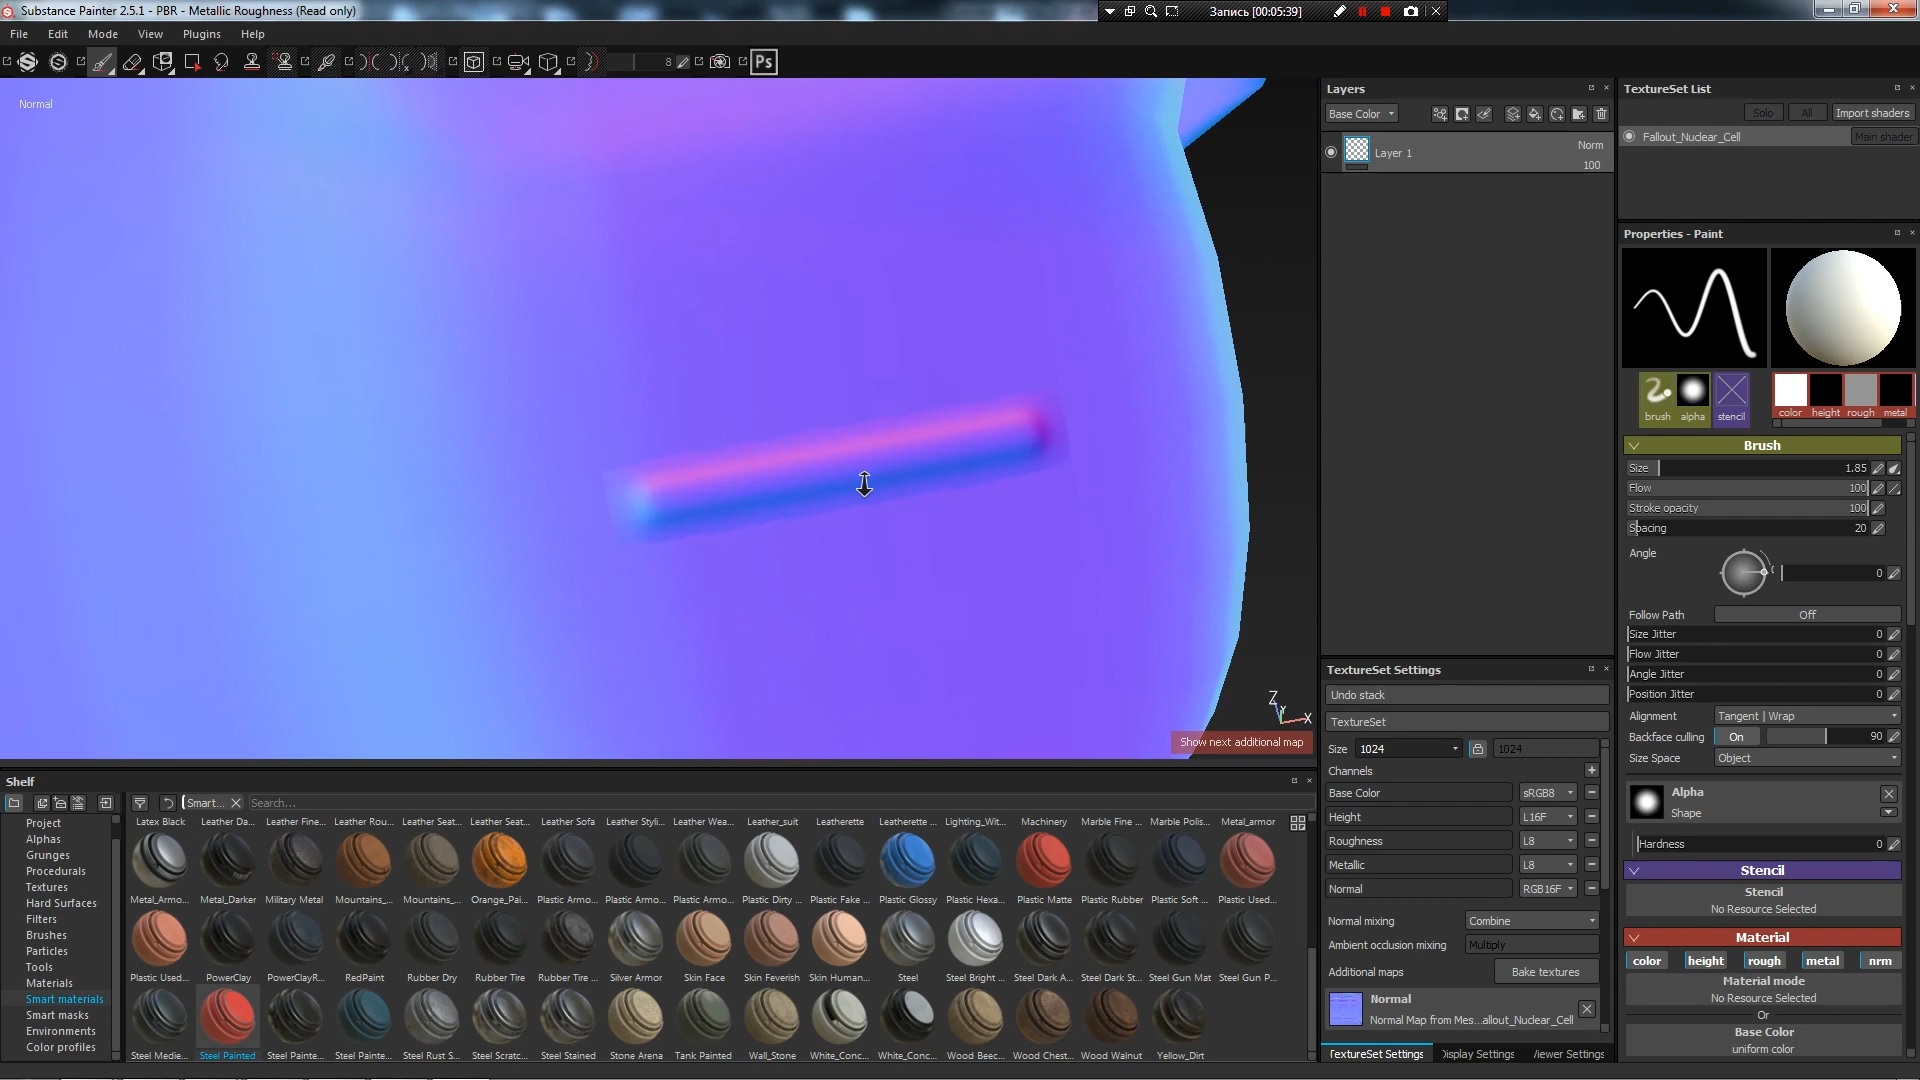 Substance Painter 2.5.1 - PBR - Metallic Roughness (Read only)
Запись [00:05:39]
File Edit Mode View Plugins Help
8
Ps
Normal
Show next additional map
Z
Y
X
Layers
Base Color
Layer 1
Norm
100
TextureSet List
Solo All Import shaders
Fallout_Nuclear_Cell Main shader
Properties - Paint
brush alpha stencil color height rough metal
Brush
Size 1.85
Flow 100
Stroke opacity 100
Spacing 20
Angle 0
Follow Path Off
Size Jitter 0
Flow Jitter 0
Angle Jitter 0
Position Jitter 0
Alignment Tangent | Wrap
Backface culling On 90
Size Space Object
Alpha
Shape
Hardness 0
Stencil
Stencil
No Resource Selected
Material
color height rough metal nrm
Material mode
No Resource Selected
Or
Base Color
uniform color
TextureSet Settings
Undo stack
TextureSet
Size 1024 1024
Channels
Base Color sRGB8
Height L16F
Roughness L8
Metallic L8
Normal RGB16F
Normal mixing Combine
Ambient occlusion mixing Multiply
Additional maps Bake textures
Normal
Normal Map from Mes...allout_Nuclear_Cell
TextureSet Settings Display Settings Viewer Settings
Shelf
Smart... Search...
Project
Alphas
Grunges
Procedurals
Textures
Hard Surfaces
Filters
Brushes
Particles
Tools
Materials
Smart materials
Smart masks
Environments
Color profiles
Latex Black Leather Da... Leather Fine... Leather Rou... Leather Seat... Leather Seat... Leather Sofa Leather Styli... Leather Wea... Leather_suit Leatherette Leatherette ... Lighting_Wit... Machinery Marble Fine ... Marble Polis... Metal_armor
Metal_Armo... Metal_Darker Military Metal Mountains_... Mountains_... Orange_Pai... Plastic Armo... Plastic Armo... Plastic Armo... Plastic Dirty ... Plastic Fake ... Plastic Glossy Plastic Hexa... Plastic Matte Plastic Rubber Plastic Soft ... Plastic Used...
Plastic Used... PowerClay PowerClayR... RedPaint Rubber Dry Rubber Tire Rubber Tire ... Silver Armor Skin Face Skin Feverish Skin Human... Steel Steel Bright ... Steel Dark A... Steel Dark St... Steel Gun Mat Steel Gun P...
Steel Medie... Steel Painted Steel Painte... Steel Painte... Steel Rust S... Steel Scratc... Steel Stained Stone Arena Tank Painted Wall_Stone White_Conc... White_Conc... Wood Beec... Wood Chest... Wood Walnut Yellow_Dirt